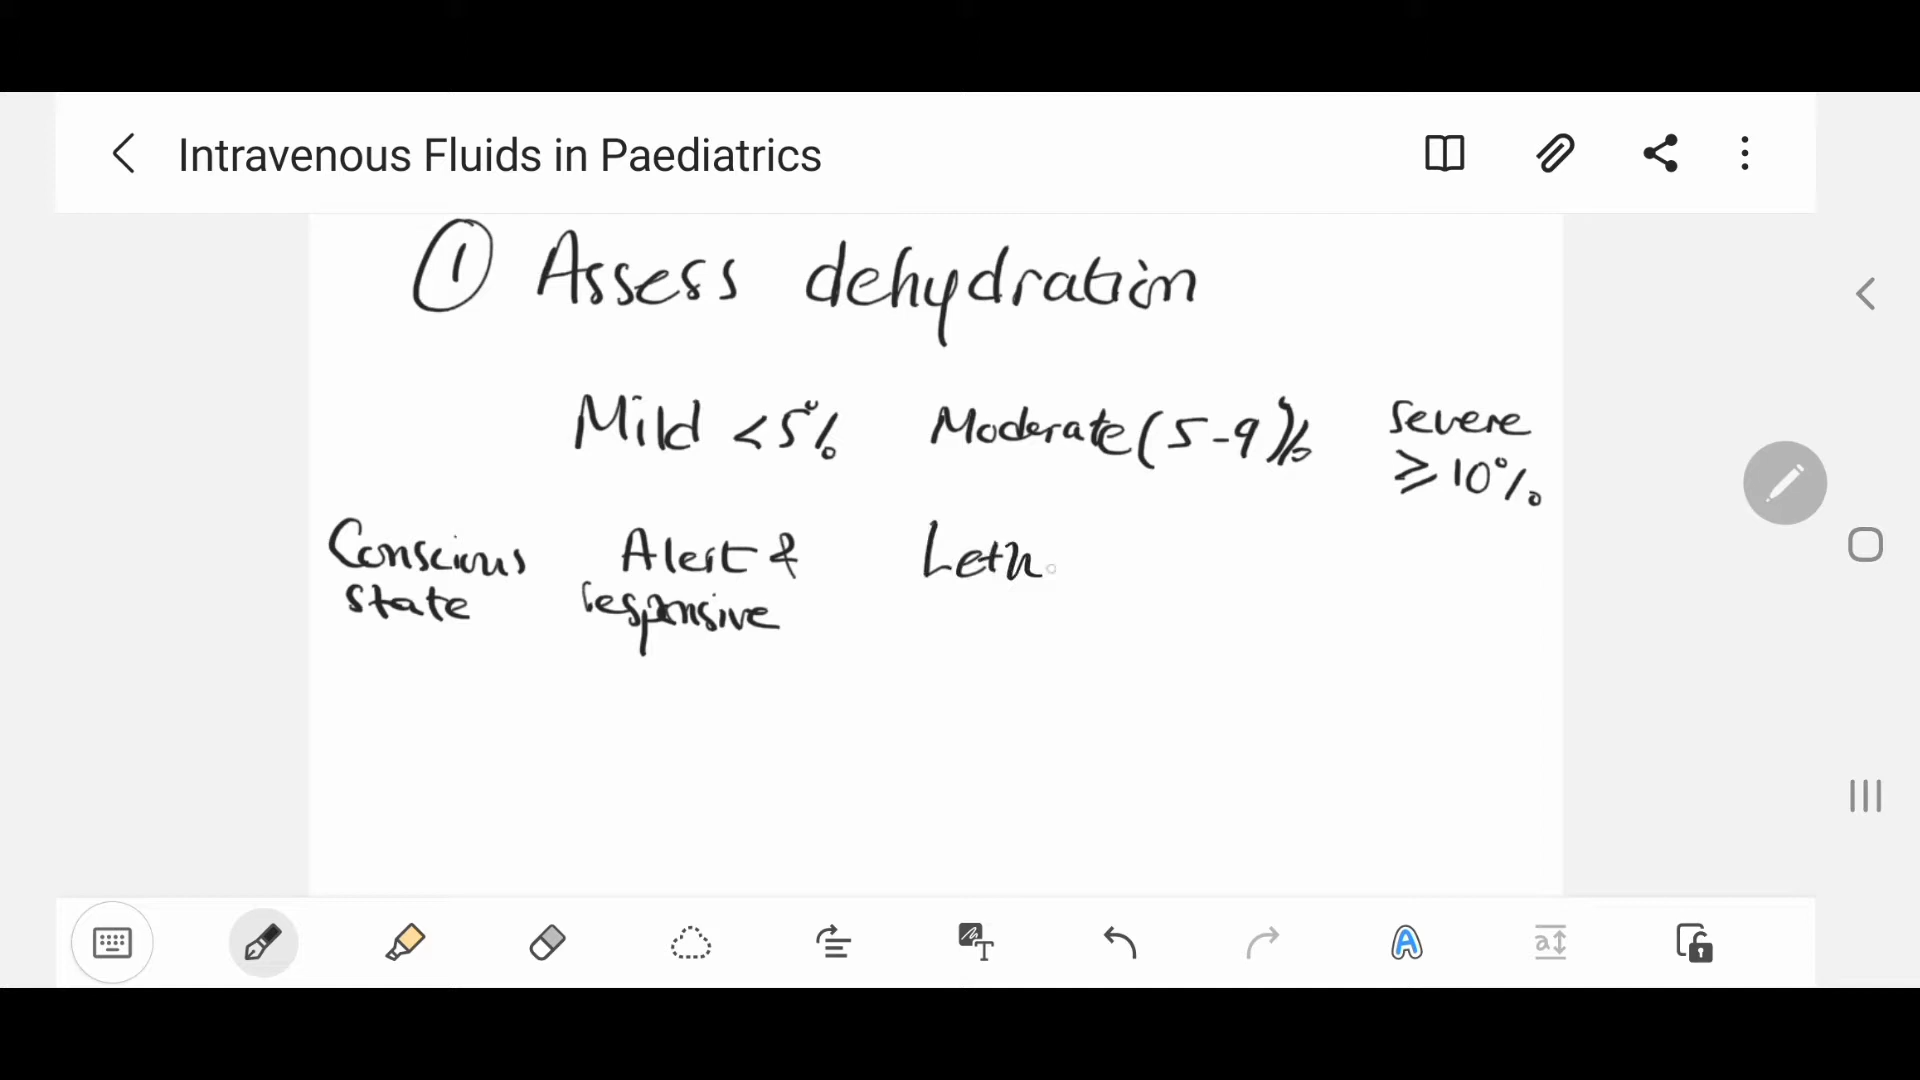 Intravenous Fluids in Paediatrics
① Assess dehydration
Mild <5% Moderate (5-9)% Severe
≥10%
Conscious Alert & Leth
state responsive